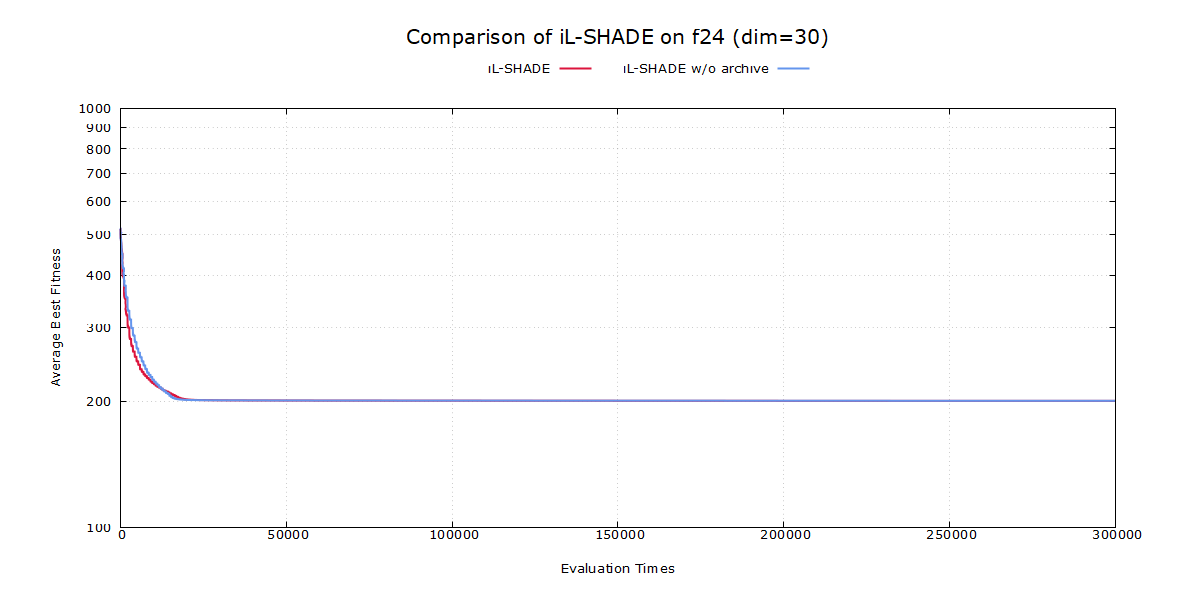 Comparison of iL-SHADE on f24 (dim=30)
iL-SHADE iL-SHADE w/o archive
1000
900
800
700
600
500
400
300
200
100
Average Best Fitness
0 50000 100000 150000 200000 250000 300000
Evaluation Times